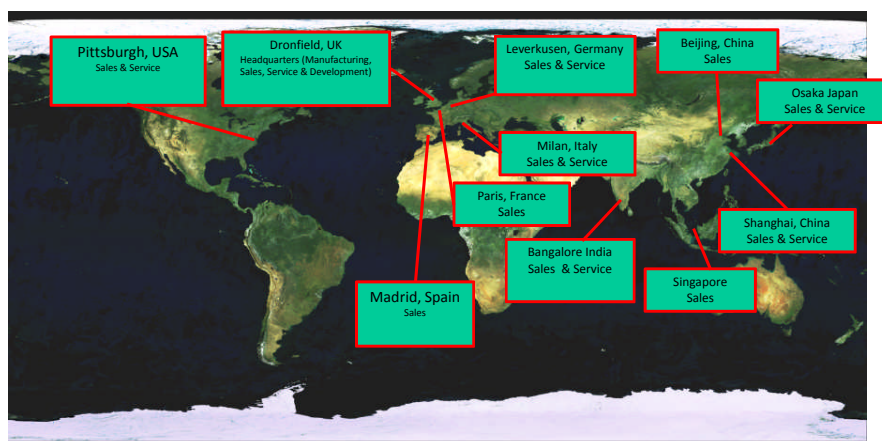 Pittsburgh, USA
Sales & Service
Dronfield, UK
Headquarters (Manufacturing,
Sales, Service & Development)
Leverkusen, Germany
Sales & Service
Beijing, China
Sales
Osaka Japan
Sales & Service
Milan, Italy
Sales & Service
Paris, France
Sales
Shanghai, China
Sales & Service
Bangalore India
Sales & Service
Singapore
Sales
Madrid, Spain
Sales